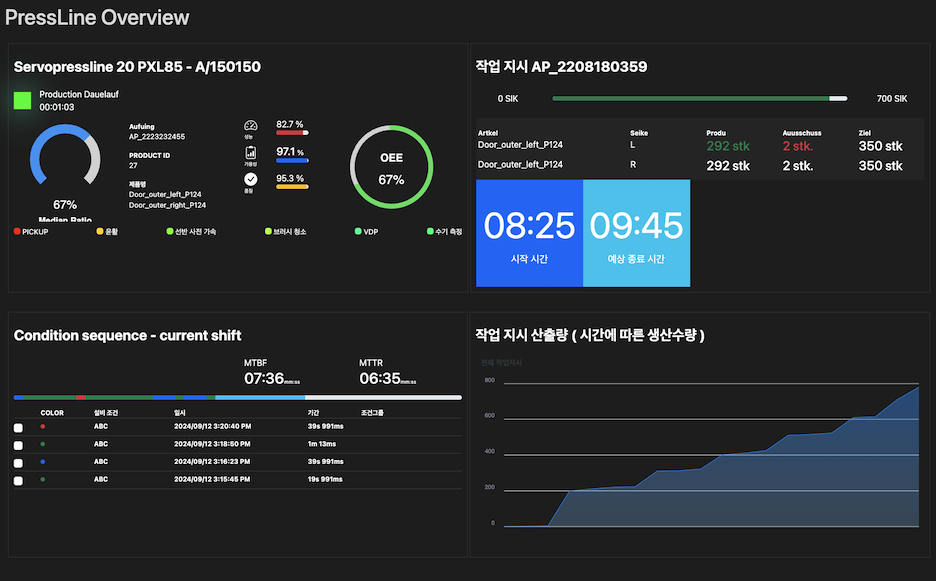 PressLine Overview
Servopressline 20 PXL85 - A/150150
Production Dauelauf
00:01:03
67%
Median Ratio
Aufuing
AP_2223232455
PRODUCT ID
27
제품명
Door_outer_left_P124
Door_outer_right_P124
성능
82.7 %
가용성
97.1 %
품질
95.3 %
OEE
67%
PICKUP
윤활
선반 사전 가속
브러시 청소
VDP
수기 측정
작업 지시 AP_2208180359
0 SIK
700 SIK
Artkel Seike Produ Auusschuss Ziel
Door_outer_left_P124 L 292 stk 2 stk. 350 stk
Door_outer_left_P124 R 292 stk 2 stk. 350 stk
08:25
시작 시간
09:45
예상 종료 시간
Condition sequence - current shift
MTBF
07:36mm:ss
MTTR
06:35mm:ss
COLOR 설비 조건 일시 기간 조건그룹
ABC 2024/09/12 3:20:40 PM 39s 991ms
ABC 2024/09/12 3:18:50 PM 1m 13ms
ABC 2024/09/12 3:16:23 PM 39s 991ms
ABC 2024/09/12 3:15:45 PM 19s 991ms
작업 지시 산출량 ( 시간에 따른 생산수량 )
전체 작업지시
800
600
400
200
0